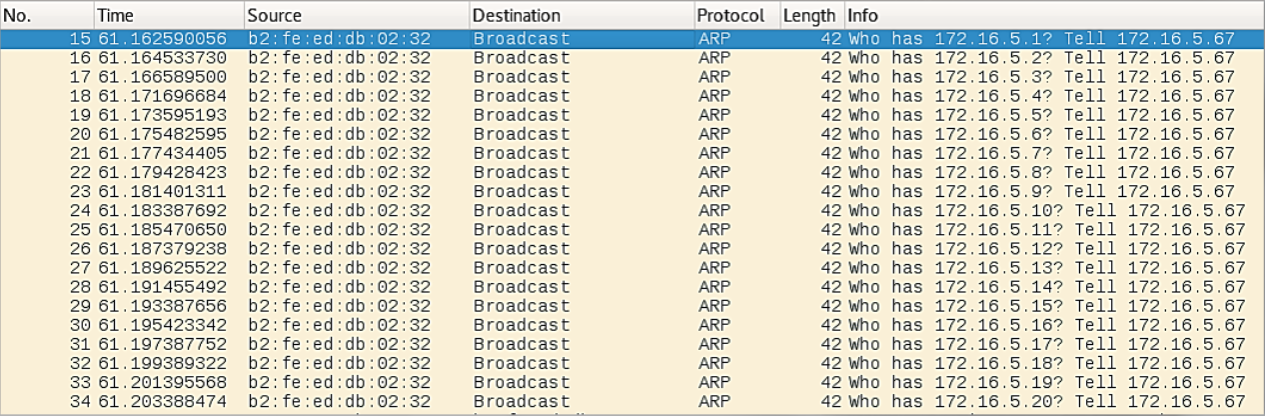 No. Time Source Destination Protocol Length Info
15 61.162590056 b2:fe:ed:db:02:32 Broadcast ARP 42 Who has 172.16.5.1? Tell 172.16.5.67
16 61.164533730 b2:fe:ed:db:02:32 Broadcast ARP 42 Who has 172.16.5.2? Tell 172.16.5.67
17 61.166589500 b2:fe:ed:db:02:32 Broadcast ARP 42 Who has 172.16.5.3? Tell 172.16.5.67
18 61.171696684 b2:fe:ed:db:02:32 Broadcast ARP 42 Who has 172.16.5.4? Tell 172.16.5.67
19 61.173595193 b2:fe:ed:db:02:32 Broadcast ARP 42 Who has 172.16.5.5? Tell 172.16.5.67
20 61.175482595 b2:fe:ed:db:02:32 Broadcast ARP 42 Who has 172.16.5.6? Tell 172.16.5.67
21 61.177434405 b2:fe:ed:db:02:32 Broadcast ARP 42 Who has 172.16.5.7? Tell 172.16.5.67
22 61.179428423 b2:fe:ed:db:02:32 Broadcast ARP 42 Who has 172.16.5.8? Tell 172.16.5.67
23 61.181401311 b2:fe:ed:db:02:32 Broadcast ARP 42 Who has 172.16.5.9? Tell 172.16.5.67
24 61.183387692 b2:fe:ed:db:02:32 Broadcast ARP 42 Who has 172.16.5.10? Tell 172.16.5.67
25 61.185470650 b2:fe:ed:db:02:32 Broadcast ARP 42 Who has 172.16.5.11? Tell 172.16.5.67
26 61.187379238 b2:fe:ed:db:02:32 Broadcast ARP 42 Who has 172.16.5.12? Tell 172.16.5.67
27 61.189625522 b2:fe:ed:db:02:32 Broadcast ARP 42 Who has 172.16.5.13? Tell 172.16.5.67
28 61.191455492 b2:fe:ed:db:02:32 Broadcast ARP 42 Who has 172.16.5.14? Tell 172.16.5.67
29 61.193387656 b2:fe:ed:db:02:32 Broadcast ARP 42 Who has 172.16.5.15? Tell 172.16.5.67
30 61.195423342 b2:fe:ed:db:02:32 Broadcast ARP 42 Who has 172.16.5.16? Tell 172.16.5.67
31 61.197387752 b2:fe:ed:db:02:32 Broadcast ARP 42 Who has 172.16.5.17? Tell 172.16.5.67
32 61.199389322 b2:fe:ed:db:02:32 Broadcast ARP 42 Who has 172.16.5.18? Tell 172.16.5.67
33 61.201395568 b2:fe:ed:db:02:32 Broadcast ARP 42 Who has 172.16.5.19? Tell 172.16.5.67
34 61.203388474 b2:fe:ed:db:02:32 Broadcast ARP 42 Who has 172.16.5.20? Tell 172.16.5.67